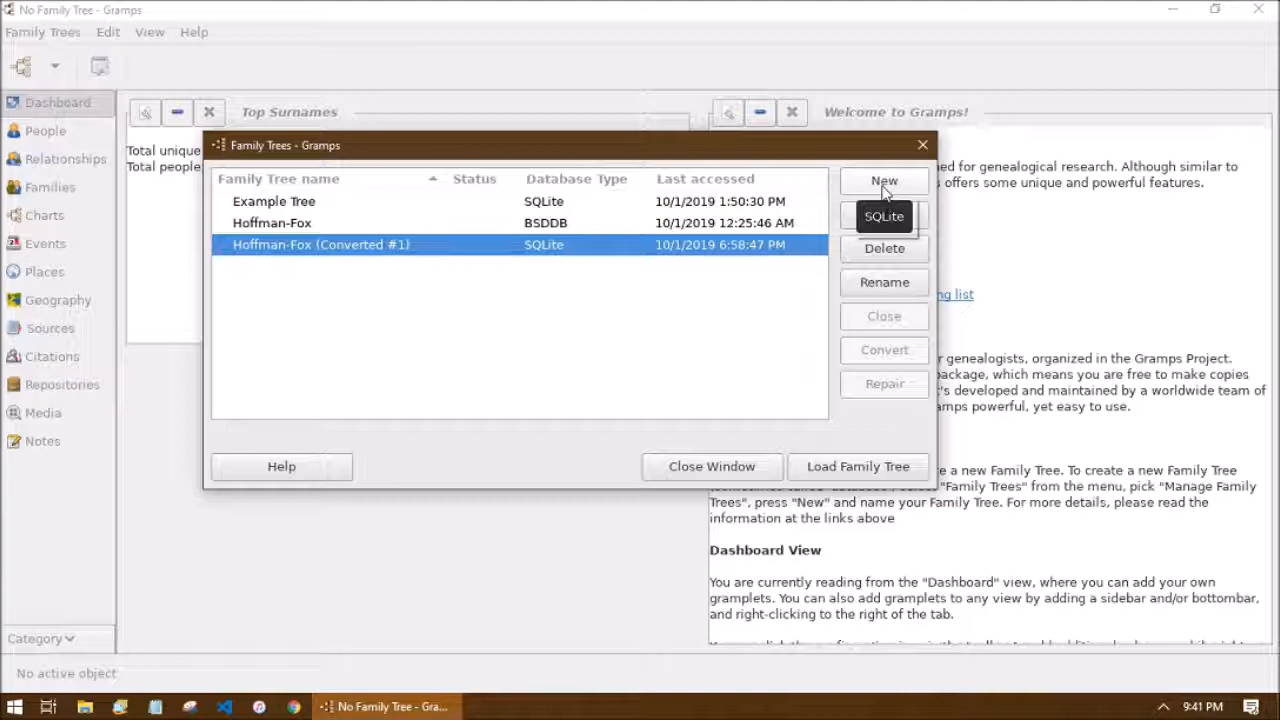 No Family Tree - Gramps
Family Trees Edit View Help
Dashboard
People
Relationships
Families
Charts
Events
Places
Geography
Sources
Citations
Repositories
Media
Notes
Category
Top Surnames
Total unique
Total people
Welcome to Gramps!
ed for genealogical research. Although similar to
s offers some unique and powerful features.
ng list
r genealogists, organized in the Gramps Project.
package, which means you are free to make copies
t's developed and maintained by a worldwide team of
amps powerful, yet easy to use.
te a new Family Tree. To create a new Family Tree
"Family Trees" from the menu, pick "Manage Family
Trees", press "New" and name your Family Tree. For more details, please read the
information at the links above
Dashboard View
You are currently reading from the "Dashboard" view, where you can add your own
gramplets. You can also add gramplets to any view by adding a sidebar and/or bottombar,
and right-clicking to the right of the tab.
Family Trees - Gramps
Family Tree name Status Database Type Last accessed
Example Tree SQLite 10/1/2019 1:50:30 PM
Hoffman-Fox BSDDB 10/1/2019 12:25:46 AM
Hoffman-Fox (Converted #1) SQLite 10/1/2019 6:58:47 PM
New
SQLite
Delete
Rename
Close
Convert
Repair
Help
Close Window
Load Family Tree
No active object
No Family Tree - Gra...
9:41 PM